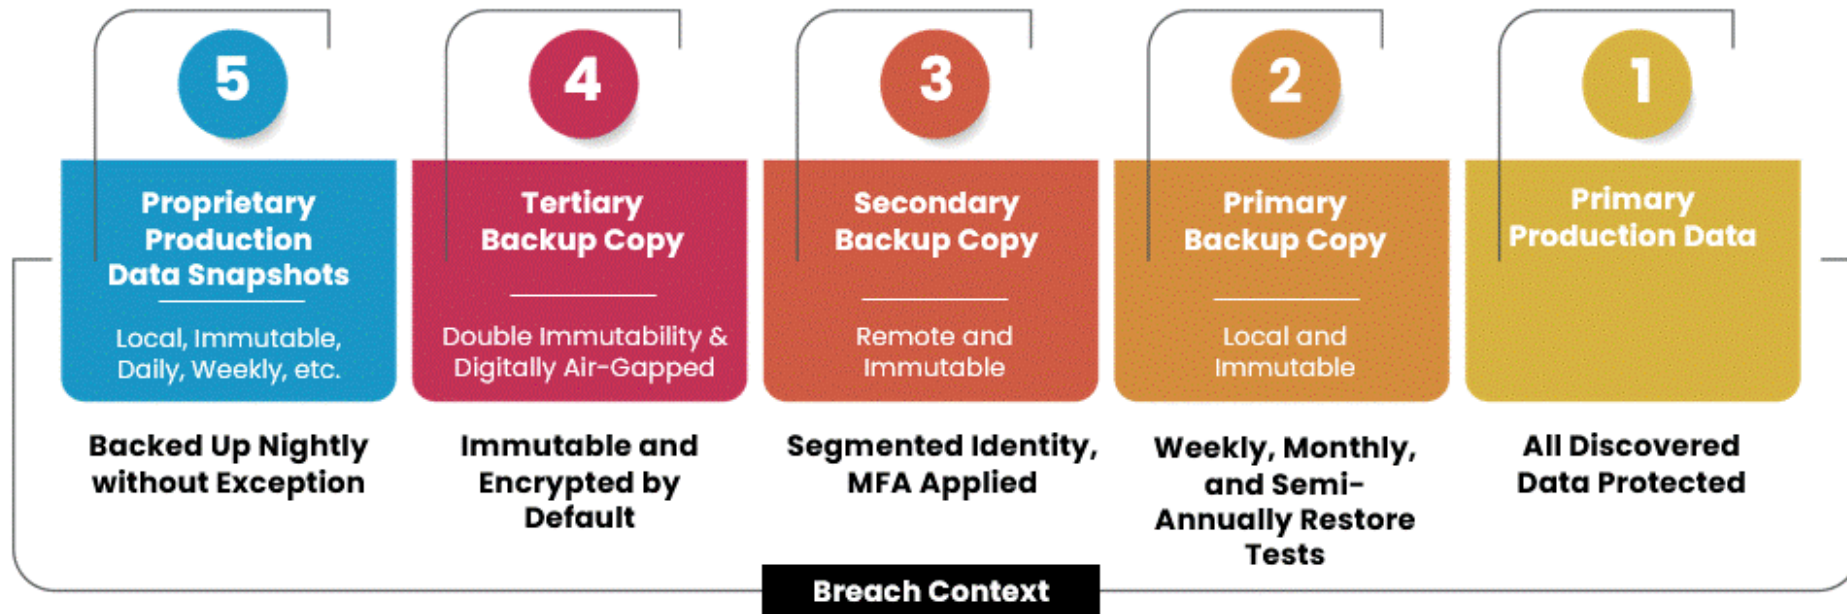 5
Proprietary
Production
Data Snapshots
Local, Immutable,
Daily, Weekly, etc.
Backed Up Nightly
without Exception
4
Tertiary
Backup Copy
Double Immutability &
Digitally Air-Gapped
Immutable and
Encrypted by
Default
3
Secondary
Backup Copy
Remote and
Immutable
Segmented Identity,
MFA Applied
2
Primary
Backup Copy
Local and
Immutable
Weekly, Monthly,
and Semi-
Annually Restore
Tests
1
Primary
Production Data
All Discovered
Data Protected
Breach Context